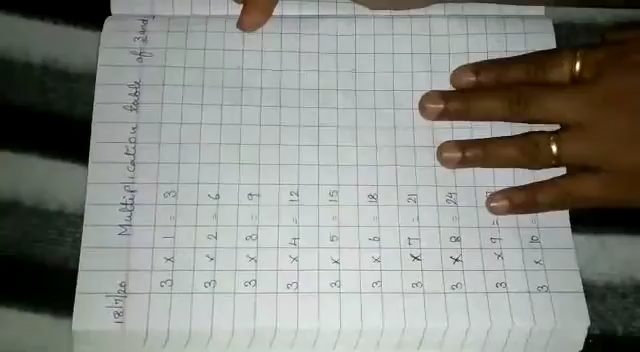 18/7/20
Multiplication table of 3
3 x 1 = 3
3 x 2 = 6
3 x 3 = 9
3 x 4 = 12
3 x 5 = 15
3 x 6 = 18
3 x 7 = 21
3 x 8 = 24
3 x 9 =
3 x 10 =